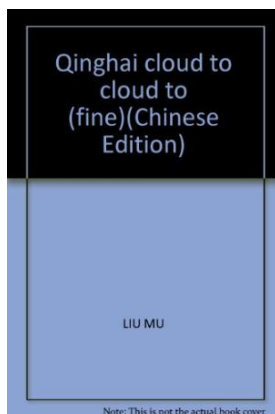 Qinghai cloud to
cloud to
(fine)(Chinese
Edition)
LIU MU
Note: This is not the actual book cover